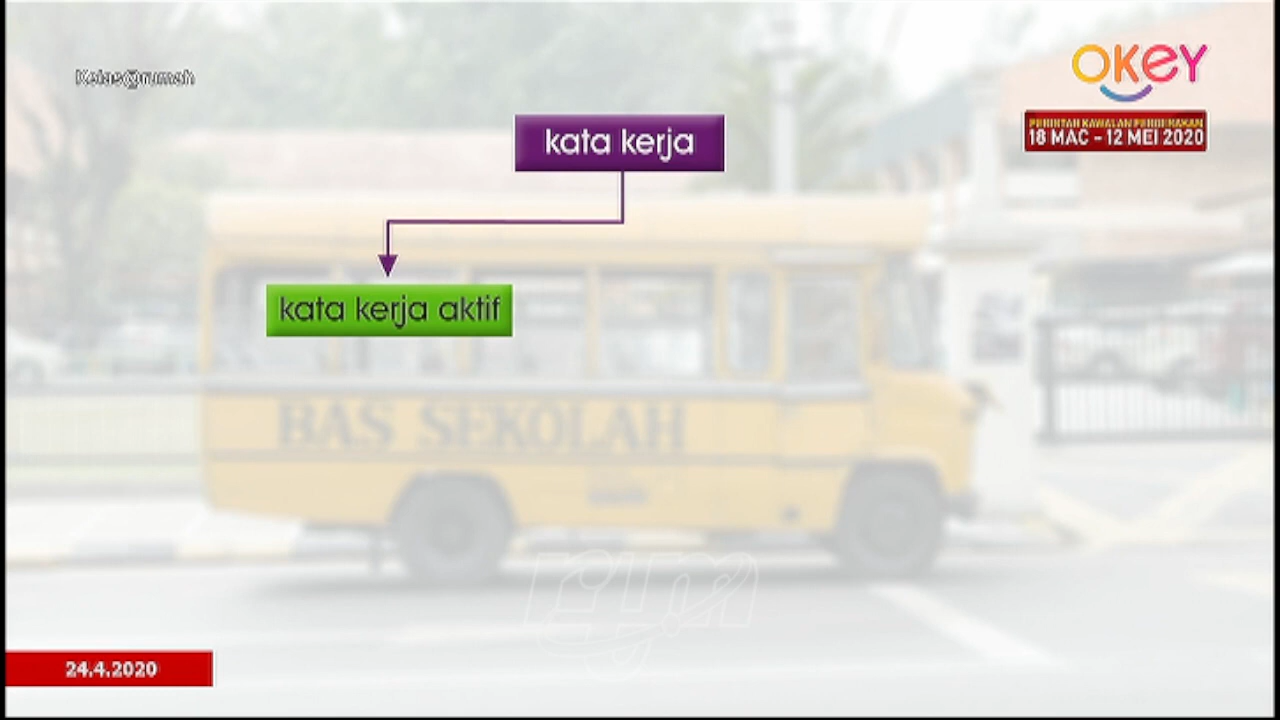 Kelas@rumah
OKEY
PERINTAH KAWALAN PERGERAKAN
18 MAC - 12 MEI 2020
kata kerja
kata kerja aktif
BAS SEKOLAH
24.4.2020